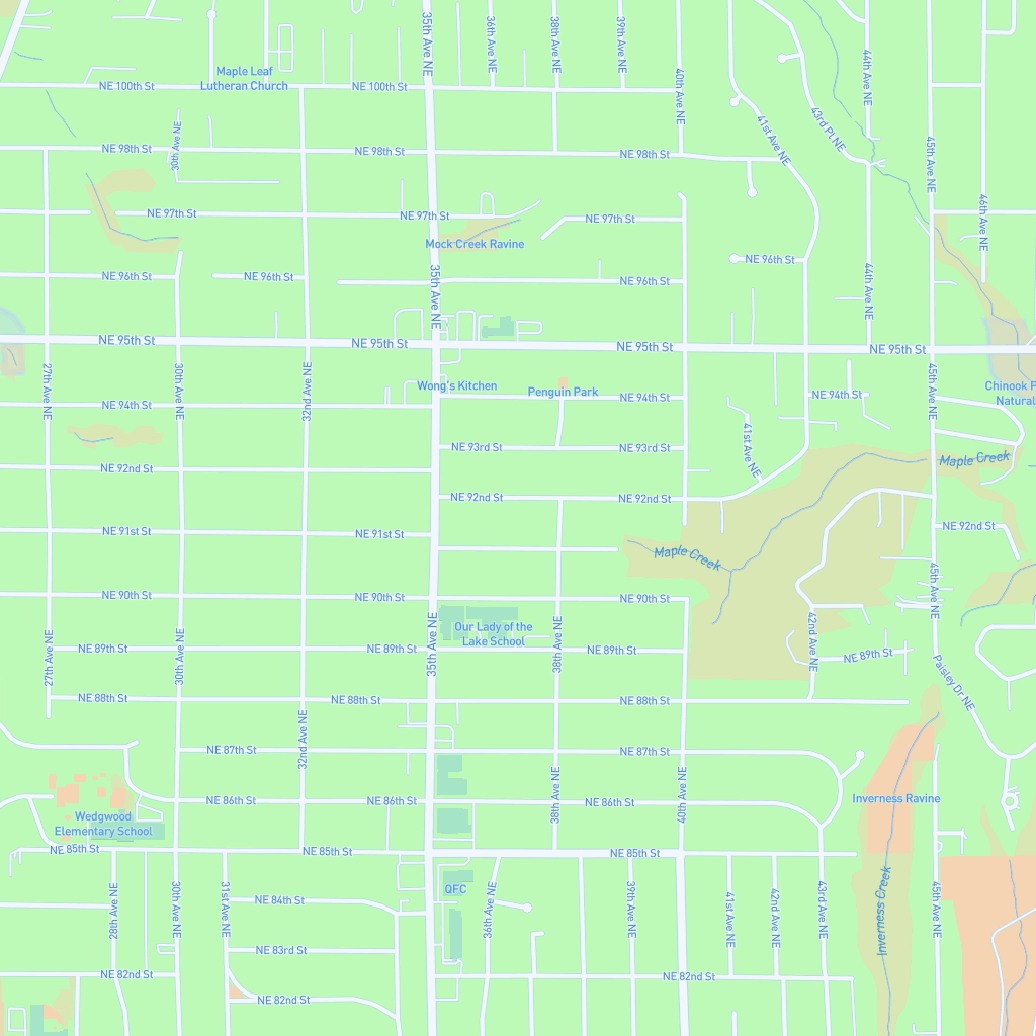 35th Ave NE
36th Ave NE
38th Ave NE
39th Ave NE
40th Ave NE
44th Ave NE
Maple Leaf
Lutheran Church
NE 100th St
NE 100th St
43rd Pl NE
41st Ave NE
30th Ave NE
NE 98th St
NE 98th St
NE 98th St
45th Ave NE
46th Ave NE
NE 97th St
NE 97th St
NE 97th St
Mock Creek Ravine
NE 96th St
NE 96th St
NE 96th St
NE 96th St
35th Ave NE
44th Ave NE
NE 95th St
NE 95th St
NE 95th St
NE 95th St
27th Ave NE
30th Ave NE
32nd Ave NE
45th Ave NE
Wong's Kitchen
Penguin Park
Chinook
Natural
NE 94th St
NE 94th St
NE 94th St
NE 93rd St
NE 93rd St
41st Ave NE
Maple Creek
NE 92nd St
NE 92nd St
NE 92nd St
NE 92nd St
NE 91st St
NE 91st St
Maple Creek
45th Ave NE
NE 90th St
NE 90th St
NE 90th St
Our Lady of the
Lake School
27th Ave NE
30th Ave NE
35th Ave NE
38th Ave NE
42nd Ave NE
NE 89th St
NE 89th St
NE 89th St
NE 89th St
Paisley Dr NE
NE 88th St
NE 88th St
NE 88th St
32nd Ave NE
NE 87th St
NE 87th St
38th Ave NE
40th Ave NE
NE 86th St
NE 86th St
NE 86th St
Inverness Ravine
Wedgwood
Elementary School
NE 85th St
NE 85th St
NE 85th St
28th Ave NE
30th Ave NE
31st Ave NE
QFC
36th Ave NE
39th Ave NE
41st Ave NE
42nd Ave NE
43rd Ave NE
Inverness Creek
45th Ave NE
NE 84th St
NE 83rd St
NE 82nd St
NE 82nd St
NE 82nd St